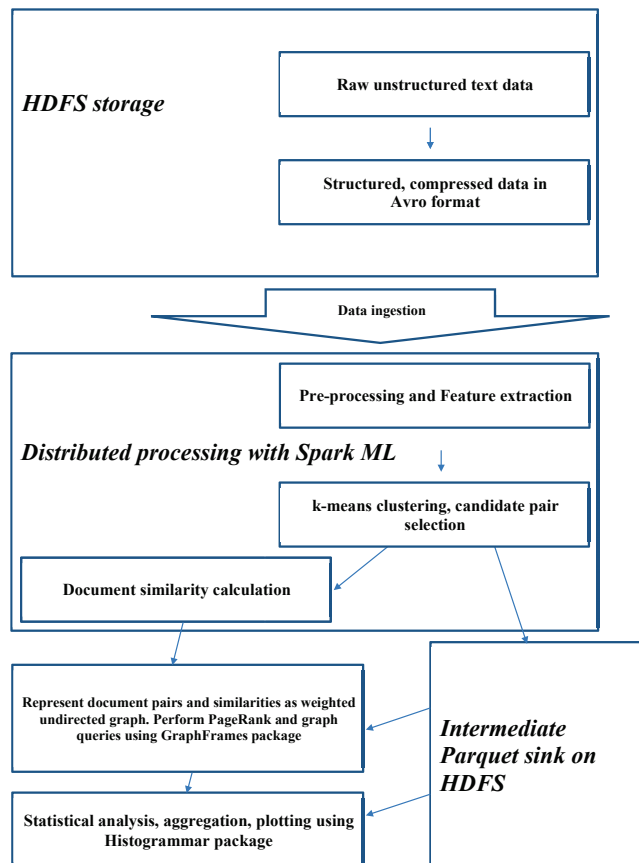 Raw unstructured text data
HDFS storage
Structured, compressed data in
Avro format
Data ingestion
Pre-processing and Feature extraction
Distributed processing with Spark ML
k-means clustering, candidate pair
selection
Document similarity calculation
Represent document pairs and similarities as weighted
undirected graph. Perform PageRank and graph
queries using GraphFrames package
Intermediate
Parquet sink on
HDFS
Statistical analysis, aggregation, plotting using
Histogrammar package